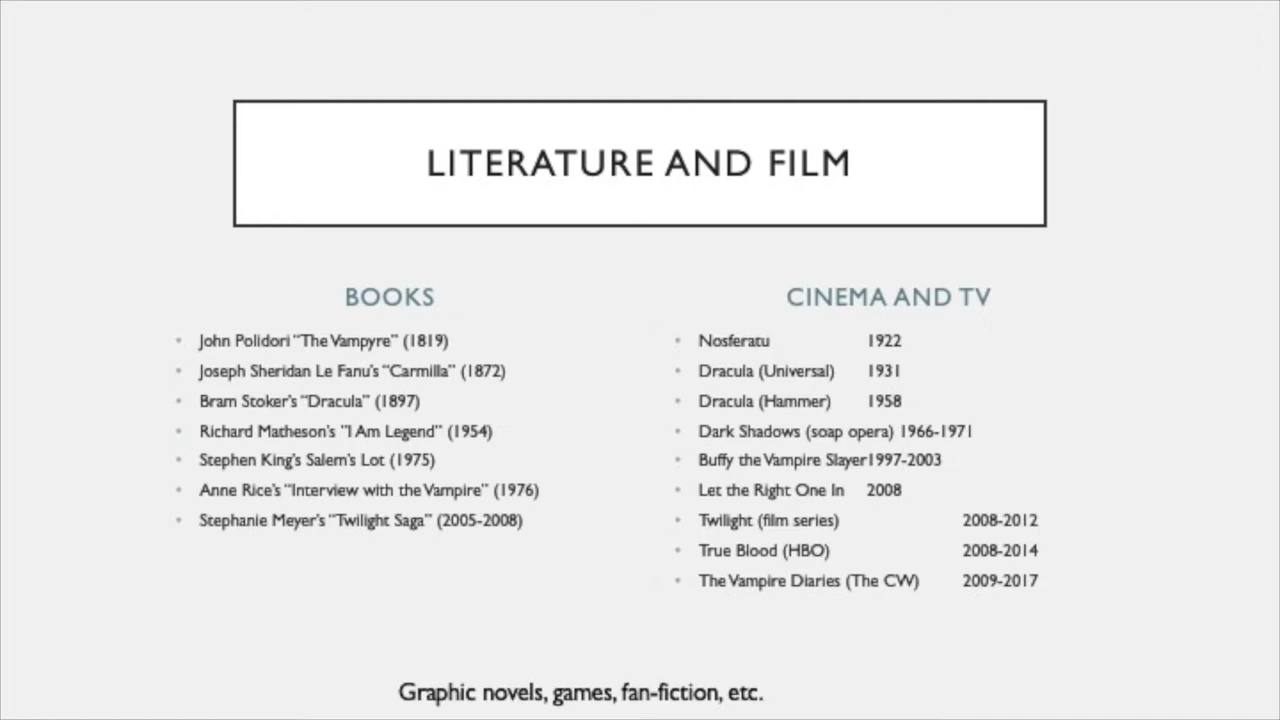 LITERATURE AND FILM
BOOKS
John Polidori “The Vampyre” (1819)
Joseph Sheridan Le Fanu’s “Carmilla” (1872)
Bram Stoker’s “Dracula” (1897)
Richard Matheson’s ”I Am Legend” (1954)
Stephen King’s Salem’s Lot (1975)
Anne Rice’s “Interview with the Vampire” (1976)
Stephanie Meyer’s “Twilight Saga” (2005-2008)
CINEMA AND TV
Nosferatu 1922
Dracula (Universal) 1931
Dracula (Hammer) 1958
Dark Shadows (soap opera) 1966-1971
Buffy the Vampire Slayer1997-2003
Let the Right One In 2008
Twilight (film series) 2008-2012
True Blood (HBO) 2008-2014
The Vampire Diaries (The CW) 2009-2017
Graphic novels, games, fan-fiction, etc.